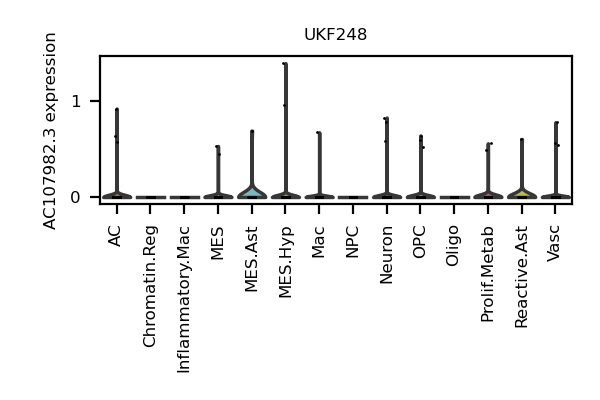 UKF248
AC107982.3 expression
1
0
AC
Chromatin.Reg
Inflammatory.Mac
MES
MES.Ast
MES.Hyp
Mac
NPC
Neuron
OPC
Oligo
Prolif.Metab
Reactive.Ast
Vasc